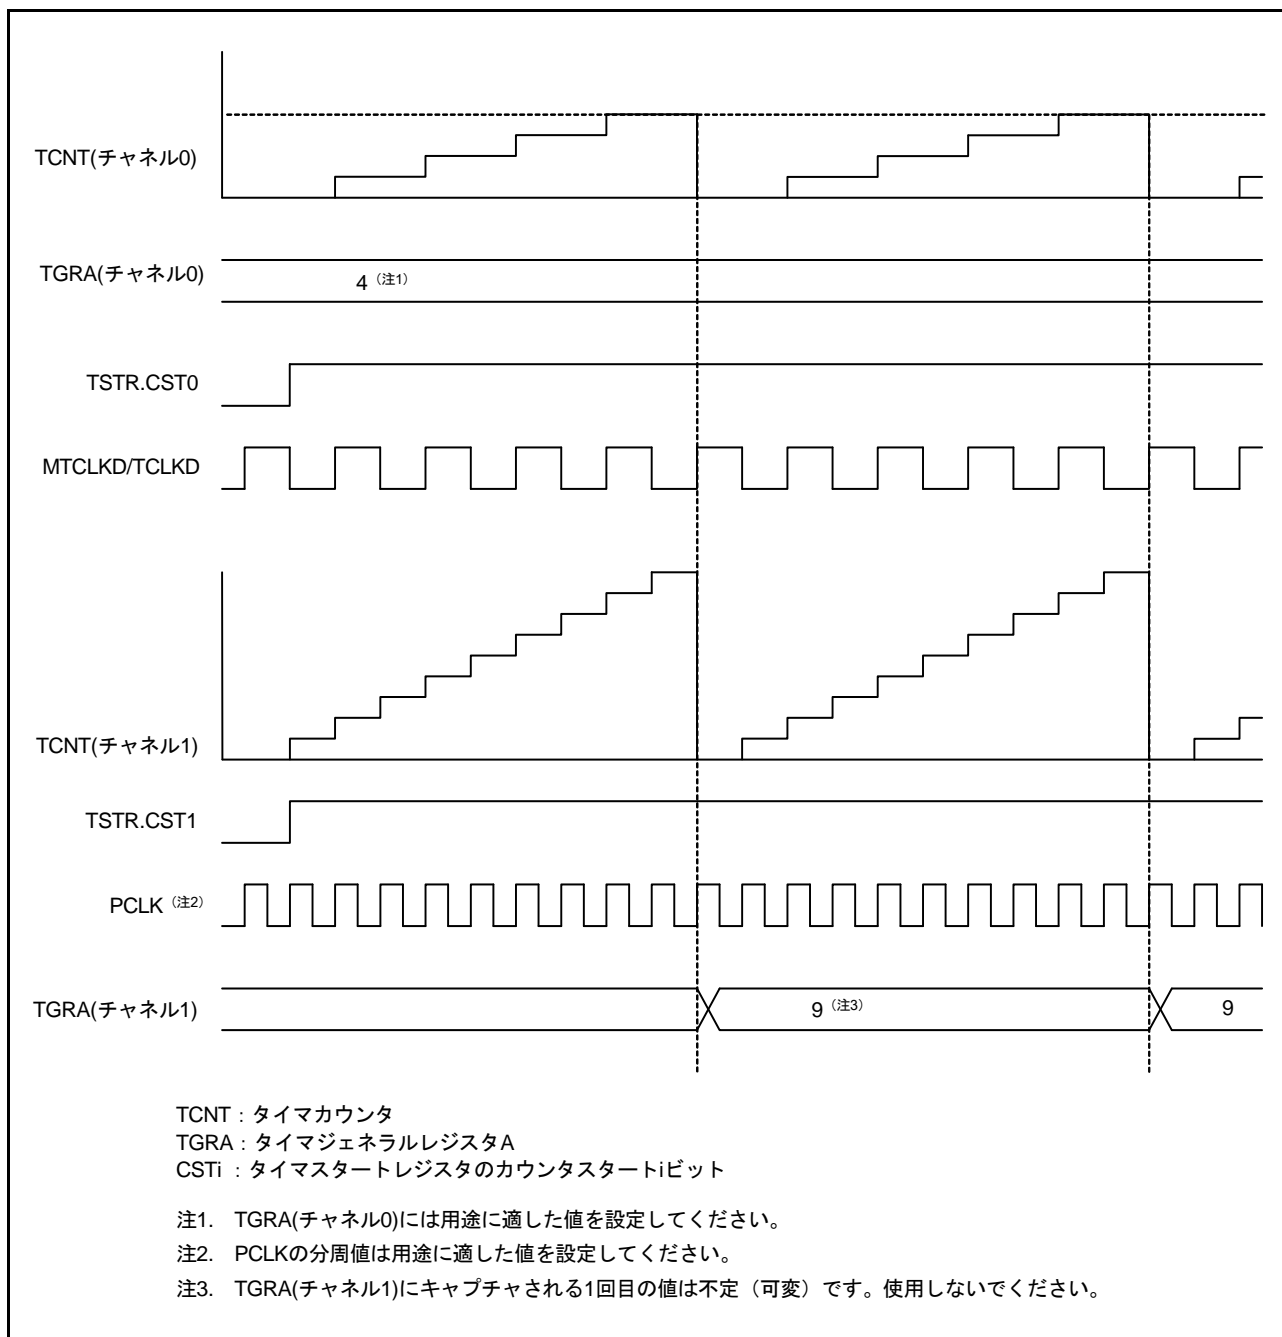 TCNT(チャネル0)
TGRA(チャネル0)
4（注1）
TSTR.CST0
MTCLKD/TCLKD
TCNT(チャネル1)
TSTR.CST1
PCLK（注2）
TGRA(チャネル1)
9（注3）
9
TCNT：タイマカウンタ
TGRA：タイマジェネラルレジスタA
CSTi ：タイマスタートレジスタのカウンタスタートiビット
注1. TGRA(チャネル0)には用途に適した値を設定してください。
注2. PCLKの分周値は用途に適した値を設定してください。
注3. TGRA(チャネル1)にキャプチャされる1回目の値は不定（可変）です。使用しないでください。